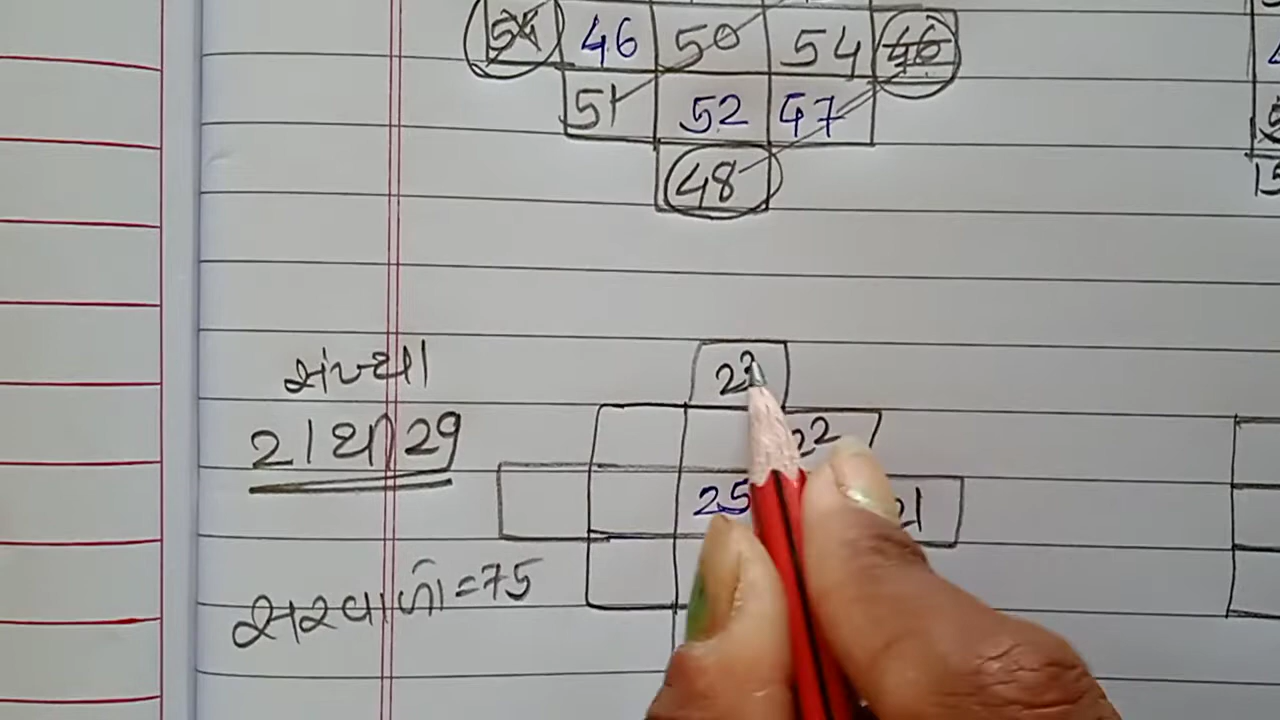 54 46 50 54 46
51 52 47
48
સંખ્યા
21 થી 29
23
22
25 21
સરવાળો = 75